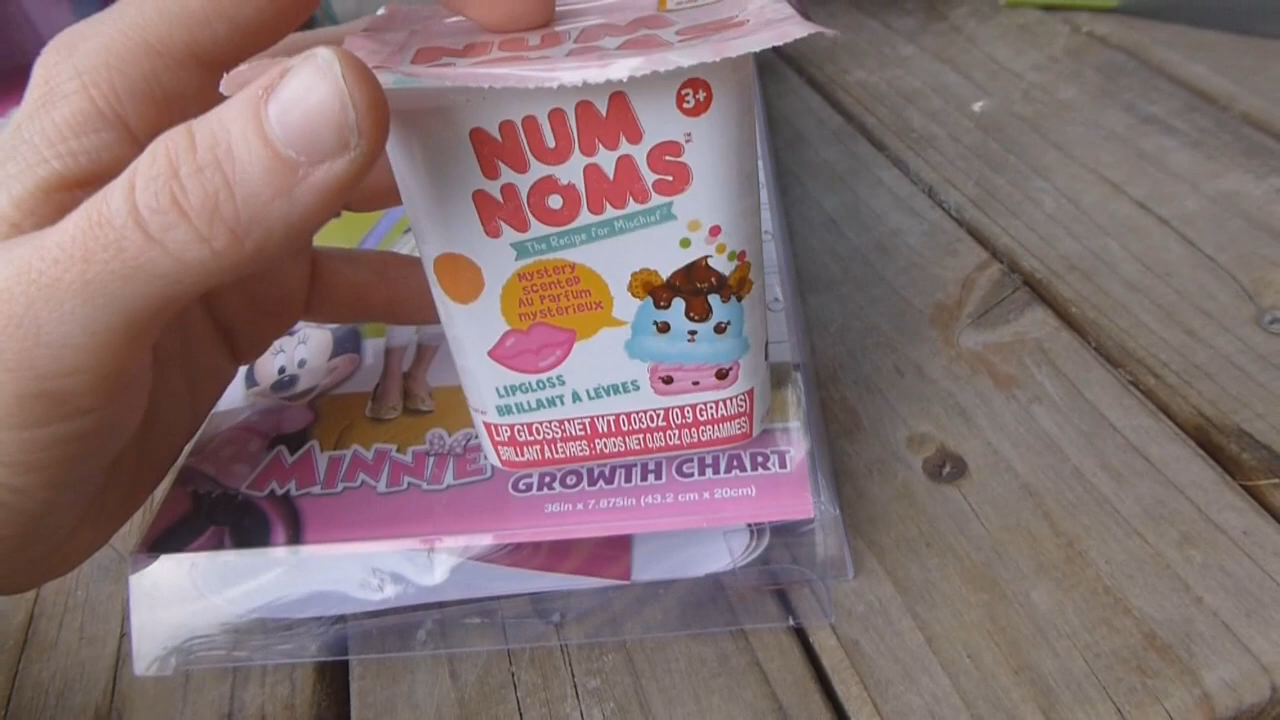 NUM NOMS
3+
NUM
NOMS
The Recipe for Mischief
Mystery
scented
Au Parfum
mystérieux
LIPGLOSS
BRILLANT À LÈVRES
LIP GLOSS:NET WT 0.03OZ (0.9 GRAMS)
BRILLANT À LÈVRES : POIDS NET 0,03 OZ (0.9 GRAMMES)
MINNIE
GROWTH CHART
36in x 7.875in (43.2 cm x 20cm)